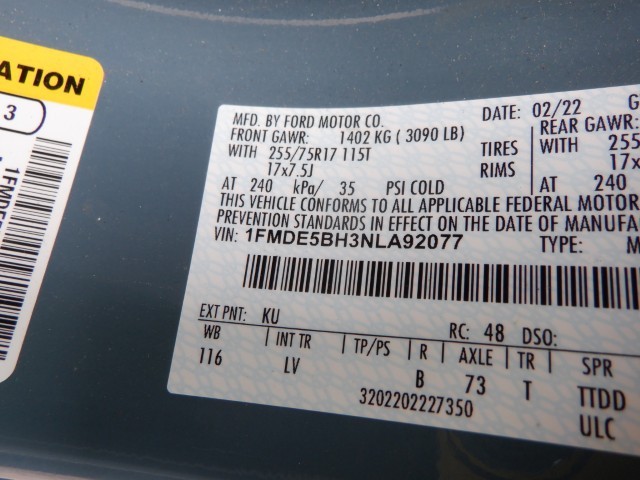 ATION
3
1FMDE5
MFD. BY FORD MOTOR CO.
DATE: 02/22
FRONT GAWR: 1402 KG ( 3090 LB)
REAR GAWR:
WITH 255/75R17 115T TIRES WITH 255
17x7.5J RIMS 17x
AT 240 kPa/ 35 PSI COLD AT 240
THIS VEHICLE CONFORMS TO ALL APPLICABLE FEDERAL MOTOR
PREVENTION STANDARDS IN EFFECT ON THE DATE OF MANUFA
VIN: 1FMDE5BH3NLA92077 TYPE: M
EXT PNT: KU RC: 48 DSO:
WB INT TR TP/PS R AXLE TR SPR
116 LV B 73 T TTDD
3202202227350 ULC